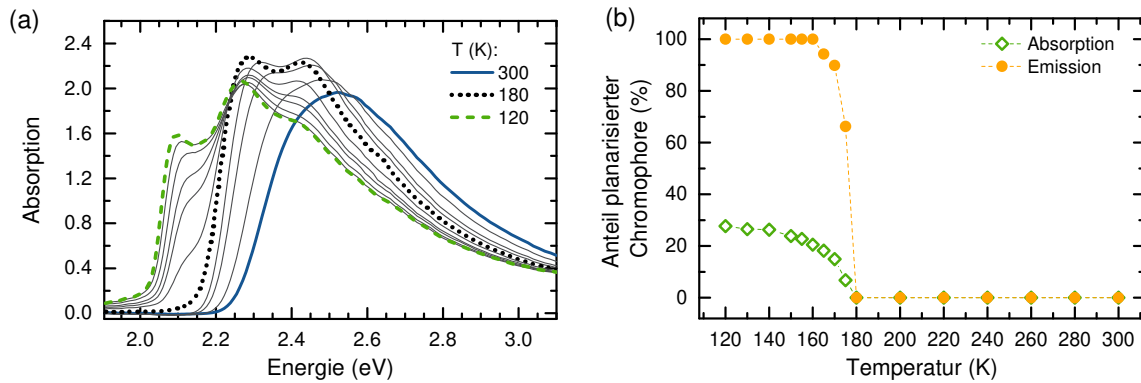 (a)
2.4
2.0
1.6
1.2
0.8
0.4
0.0
Absorption
T (K):
300
180
120
2.0 2.2 2.4 2.6 2.8 3.0
Energie (eV)
(b)
100
80
60
40
20
0
Anteil planarisierter
Chromophore (%)
Absorption
Emission
120 140 160 180 200 220 240 260 280 300
Temperatur (K)